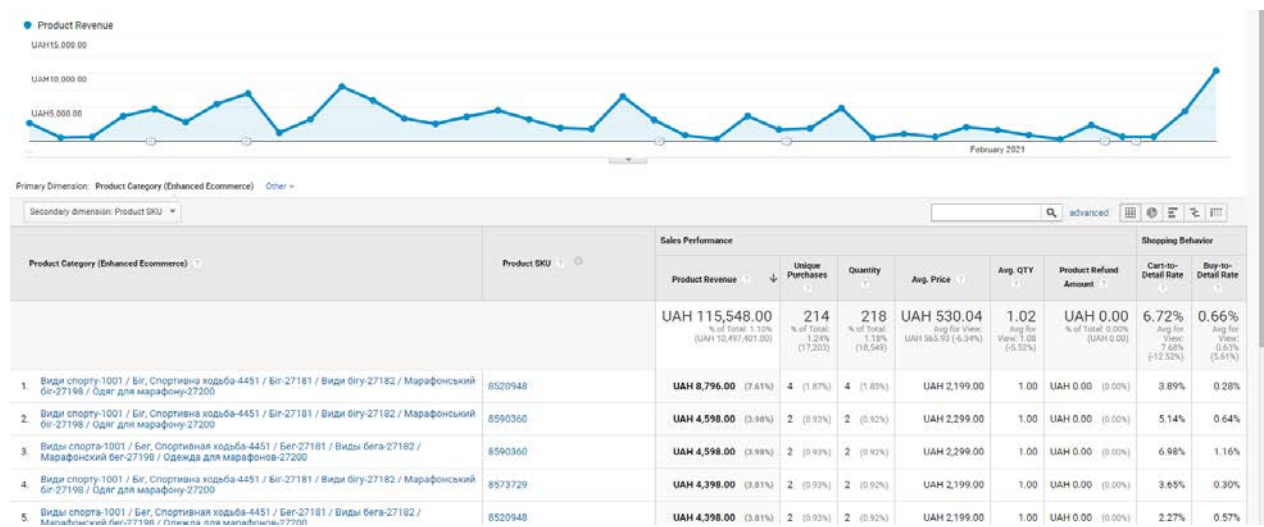 Product Revenue
UAH15,000.00
UAH10,000.00
UAH5,000.00
February 2021
Primary Dimension: Product Category (Enhanced Ecommerce) Other
Secondary dimension: Product SKU
advanced
Sales Performance Shopping Behavior
Product Category (Enhanced Ecommerce) ? Product SKU ? Product Revenue ? Unique Purchases ? Quantity ? Avg. Price ? Avg. QTY ? Product Refund Amount ? Cart-to-Detail Rate ? Buy-to-Detail Rate ?
UAH 115,548.00 214 218 UAH 530.04 1.02 UAH 0.00 6.72% 0.66%
% of Total: 1.10% (UAH 10,497,401.00) % of Total: 1.24% (17,203) % of Total: 1.18% (18,549) Avg for View: UAH 565.93 (-6.34%) Avg for View: 1.08 (-5.52%) % of Total: 0.00% (UAH 0.00) Avg for View: 7.68% (-12.52%) Avg for View: 0.63% (5.61%)
1. Види спорту-1001 / Біг, Спортивна ходьба-4451 / Біг-27181 / Види бігу-27182 / Марафонський
біг-27198 / Одяг для марафону-27200
8520948 UAH 8,796.00 (7.61%) 4 (1.87%) 4 (1.83%) UAH 2,199.00 1.00 UAH 0.00 (0.00%) 3.89% 0.28%
2. Види спорту-1001 / Біг, Спортивна ходьба-4451 / Біг-27181 / Види бігу-27182 / Марафонський
біг-27198 / Одяг для марафону-27200
8590360 UAH 4,598.00 (3.98%) 2 (0.93%) 2 (0.92%) UAH 2,299.00 1.00 UAH 0.00 (0.00%) 5.14% 0.64%
3. Виды спорта-1001 / Бег, Спортивная ходьба-4451 / Бег-27181 / Виды бега-27182 /
Марафонский бег-27198 / Одежда для марафонов-27200
8590360 UAH 4,598.00 (3.98%) 2 (0.93%) 2 (0.92%) UAH 2,299.00 1.00 UAH 0.00 (0.00%) 6.98% 1.16%
4. Види спорту-1001 / Біг, Спортивна ходьба-4451 / Біг-27181 / Види бігу-27182 / Марафонський
біг-27198 / Одяг для марафону-27200
8573729 UAH 4,398.00 (3.81%) 2 (0.93%) 2 (0.92%) UAH 2,199.00 1.00 UAH 0.00 (0.00%) 3.65% 0.30%
5. Виды спорта-1001 / Бег, Спортивная ходьба-4451 / Бег-27181 / Виды бега-27182 /
Марафонский бег-27198 / Одежда для марафонов-27200
8520948 UAH 4,398.00 (3.81%) 2 (0.93%) 2 (0.92%) UAH 2,199.00 1.00 UAH 0.00 (0.00%) 2.27% 0.57%